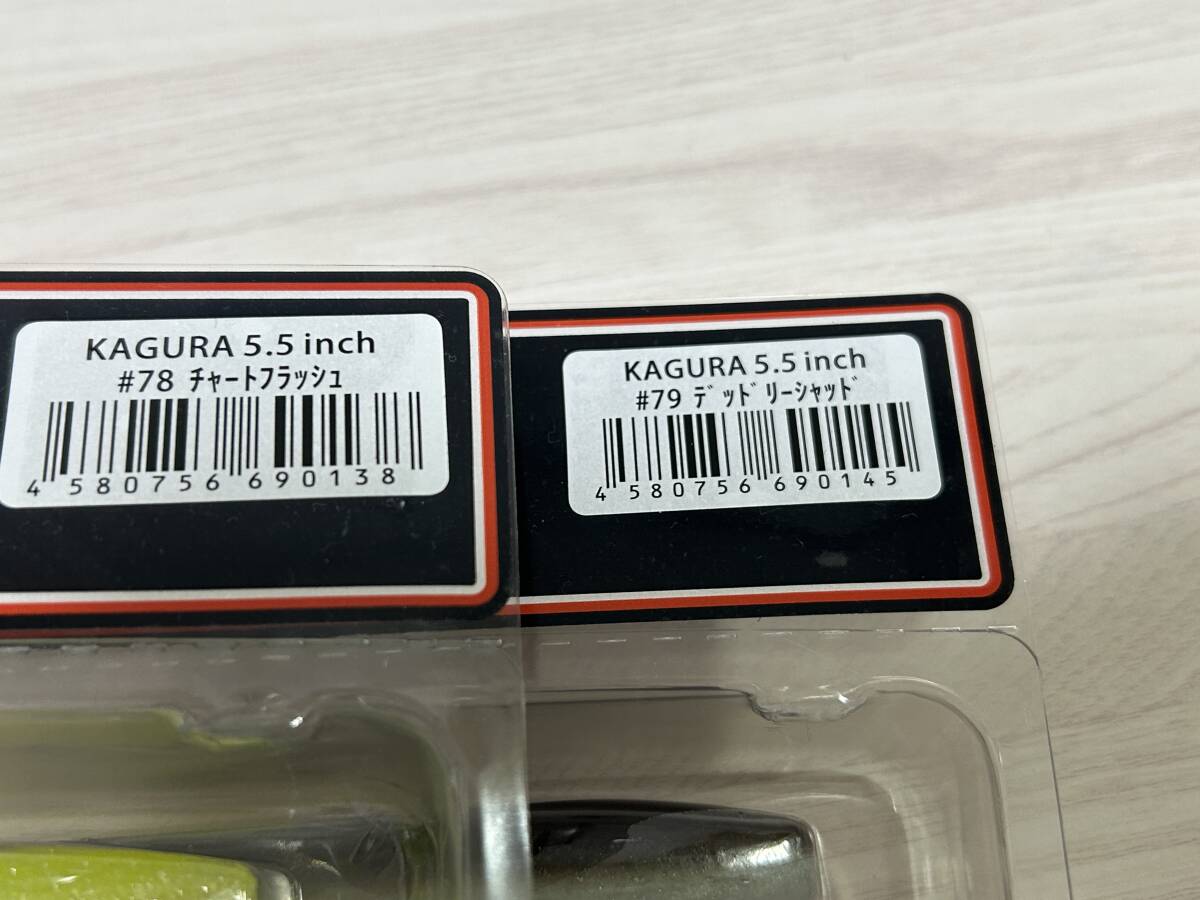 KAGURA 5.5 inch
#78 ﾁｬｰﾄﾌﾗｯｼｭ
4 580756 690138
KAGURA 5.5 inch
#79 ﾃﾞｯﾄﾞﾘｰｼｬｯﾄﾞ
4 580756 690145